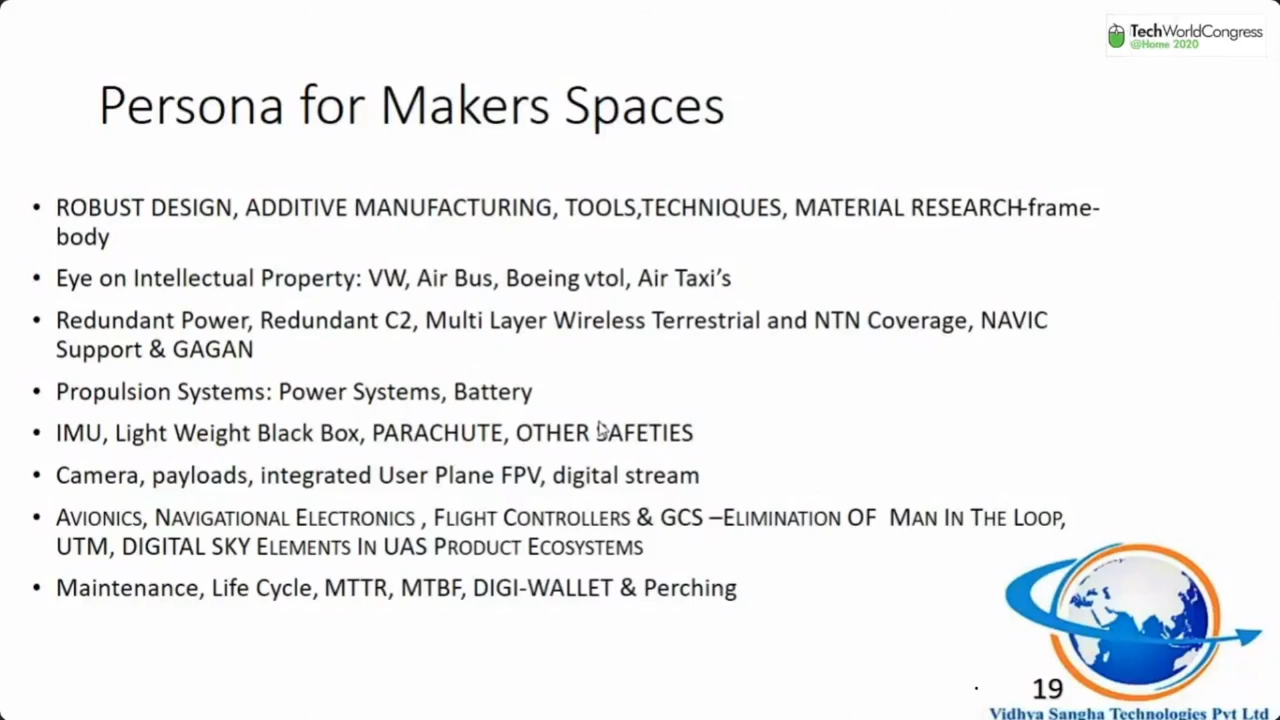 TechWorldCongress
@Home 2020
Persona for Makers Spaces
• ROBUST DESIGN, ADDITIVE MANUFACTURING, TOOLS,TECHNIQUES, MATERIAL RESEARCH-frame-
body
• Eye on Intellectual Property: VW, Air Bus, Boeing vtol, Air Taxi's
• Redundant Power, Redundant C2, Multi Layer Wireless Terrestrial and NTN Coverage, NAVIC
Support & GAGAN
• Propulsion Systems: Power Systems, Battery
• IMU, Light Weight Black Box, PARACHUTE, OTHER SAFETIES
• Camera, payloads, integrated User Plane FPV, digital stream
• AVIONICS, NAVIGATIONAL ELECTRONICS , FLIGHT CONTROLLERS & GCS –ELIMINATION OF MAN IN THE LOOP,
UTM, DIGITAL SKY ELEMENTS IN UAS PRODUCT ECOSYSTEMS
• Maintenance, Life Cycle, MTTR, MTBF, DIGI-WALLET & Perching
. 19
Vidhya Sangha Technologies Pvt Ltd